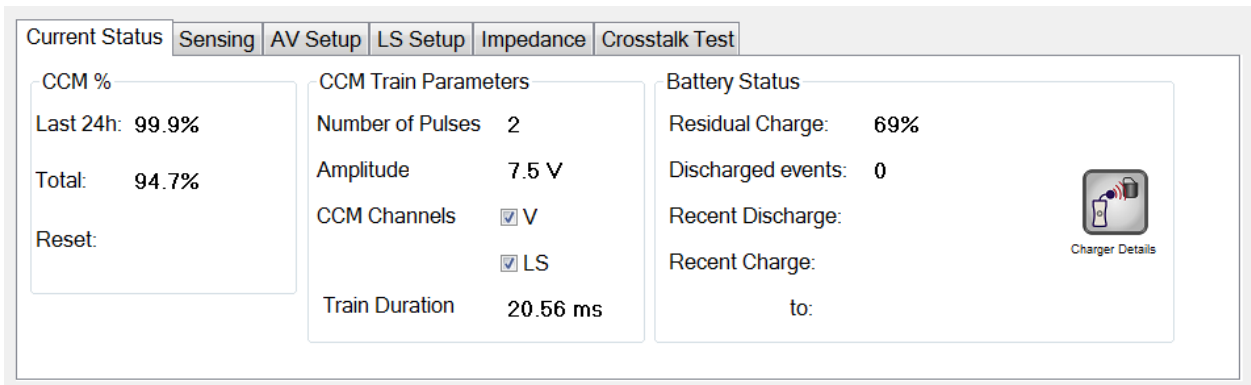 Current Status Sensing AV Setup LS Setup Impedance Crosstalk Test
CCM %
Last 24h: 99.9%
Total: 94.7%
Reset:
CCM Train Parameters
Number of Pulses 2
Amplitude 7.5 V
CCM Channels V
LS
Train Duration 20.56 ms
Battery Status
Residual Charge: 69%
Discharged events: 0
Recent Discharge:
Recent Charge:
to:
Charger Details